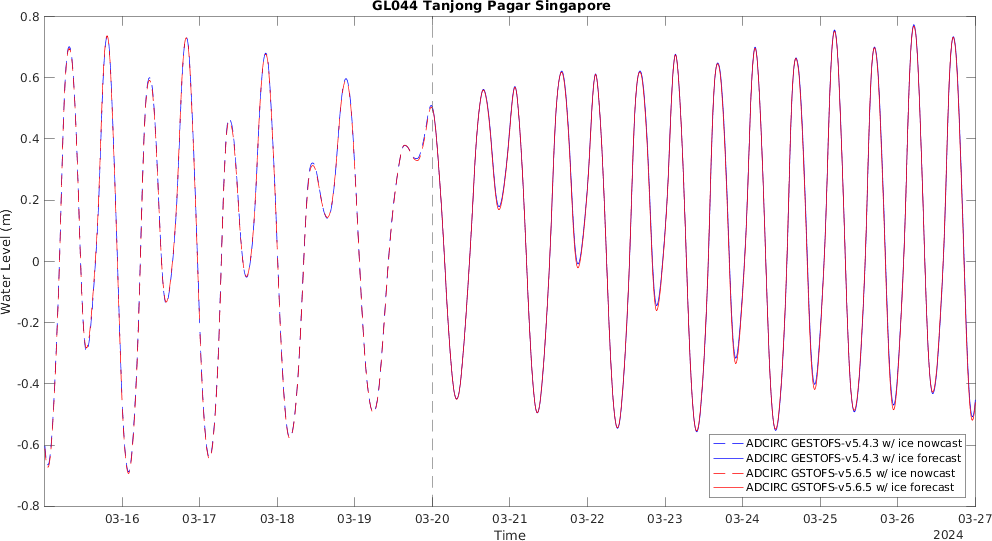 GL044 Tanjong Pagar Singapore
0.8
0.6
0.4
0.2
0
-0.2
-0.4
-0.6
-0.8
Water Level (m)
ADCIRC GESTOFS-v5.4.3 w/ ice nowcast
ADCIRC GESTOFS-v5.4.3 w/ ice forecast
ADCIRC GSTOFS-v5.6.5 w/ ice nowcast
ADCIRC GSTOFS-v5.6.5 w/ ice forecast
03-16 03-17 03-18 03-19 03-20 03-21 03-22 03-23 03-24 03-25 03-26 03-27
Time
2024